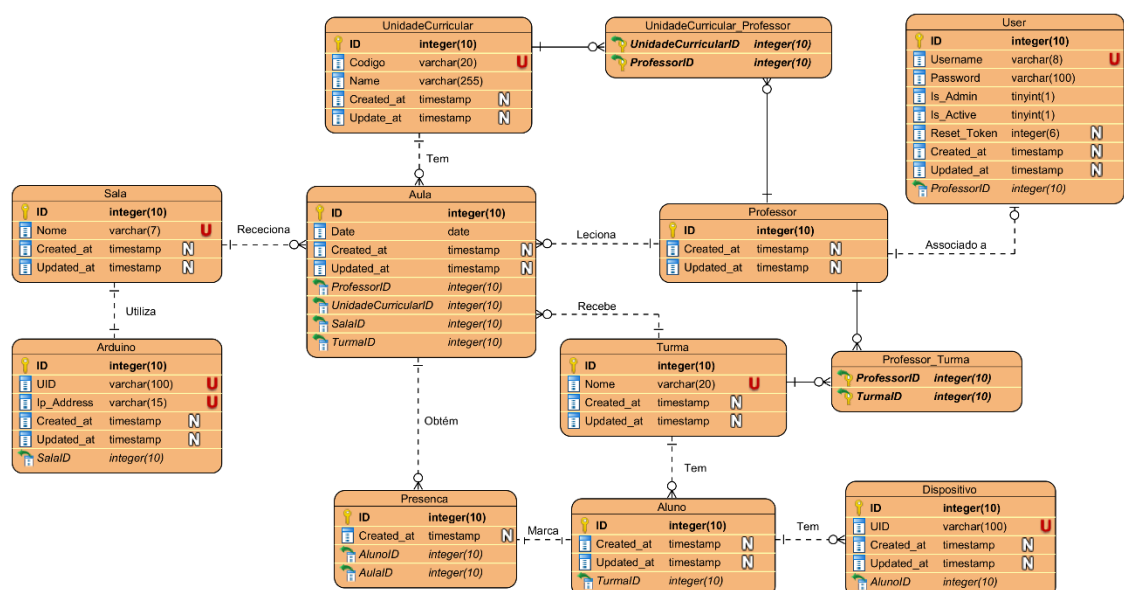 UnidadeCurricular
ID integer(10)
Codigo varchar(20) U
Name varchar(255)
Created_at timestamp N
Update_at timestamp N
UnidadeCurricular_Professor
UnidadeCurricularID integer(10)
ProfessorID integer(10)
User
ID integer(10)
Username varchar(8) U
Password varchar(100)
Is_Admin tinyint(1)
Is_Active tinyint(1)
Reset_Token integer(6) N
Created_at timestamp N
Updated_at timestamp N
ProfessorID integer(10)
Tem
Sala
ID integer(10)
Nome varchar(7) U
Created_at timestamp N
Updated_at timestamp N
Receciona
Aula
ID integer(10)
Date date
Created_at timestamp N
Updated_at timestamp N
ProfessorID integer(10)
UnidadeCurricularID integer(10)
SalaID integer(10)
TurmaID integer(10)
Leciona
Professor
ID integer(10)
Created_at timestamp N
Updated_at timestamp N
Associado a
Utiliza
Recebe
Arduino
ID integer(10)
UID varchar(100) U
Ip_Address varchar(15) U
Created_at timestamp N
Updated_at timestamp N
SalaID integer(10)
Turma
ID integer(10)
Nome varchar(20) U
Created_at timestamp N
Updated_at timestamp N
Professor_Turma
ProfessorID integer(10)
TurmaID integer(10)
Obtém
Tem
Presenca
ID integer(10)
Created_at timestamp N
AlunoID integer(10)
AulaID integer(10)
Marca
Aluno
ID integer(10)
Created_at timestamp N
Updated_at timestamp N
TurmaID integer(10)
Tem
Dispositivo
ID integer(10)
UID varchar(100) U
Created_at timestamp N
Updated_at timestamp N
AlunoID integer(10)